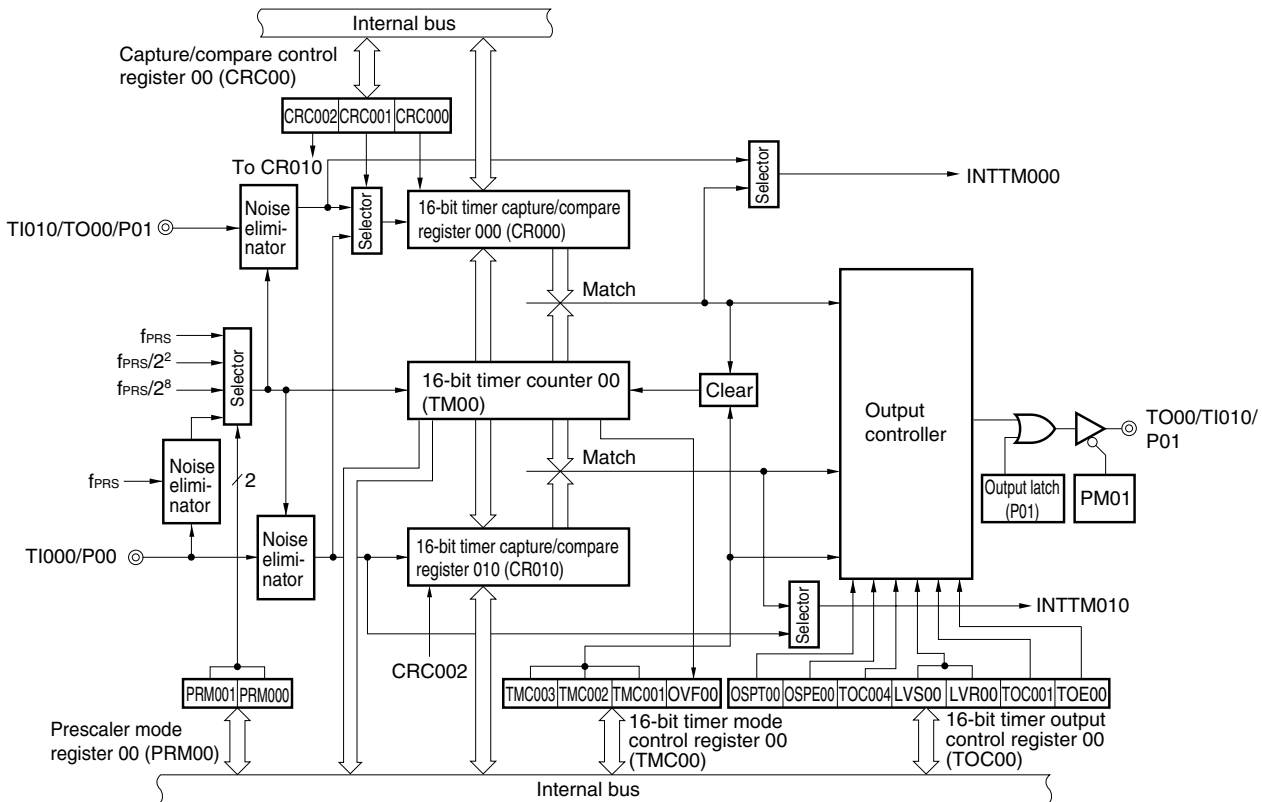 Internal bus
Capture/compare control
register 00 (CRC00)
CRC002 CRC001 CRC000
To CR010
Selector
INTTM000
TI010/TO00/P01
Noise
elimi-
nator
Selector
16-bit timer capture/compare
register 000 (CR000)
Match
fPRS
fPRS/2²
fPRS/2⁸
Selector
16-bit timer counter 00
(TM00)
Clear
Output
controller
TO00/TI010/
P01
Output latch
(P01)
PM01
fPRS
Noise
elimi-
nator
2
Match
TI000/P00
Noise
elimi-
nator
16-bit timer capture/compare
register 010 (CR010)
Selector
INTTM010
CRC002
PRM001 PRM000
TMC003 TMC002 TMC001 OVF00
OSPT00 OSPE00 TOC004 LVS00 LVR00 TOC001 TOE00
Prescaler mode
register 00 (PRM00)
16-bit timer mode
control register 00
(TMC00)
16-bit timer output
control register 00
(TOC00)
Internal bus